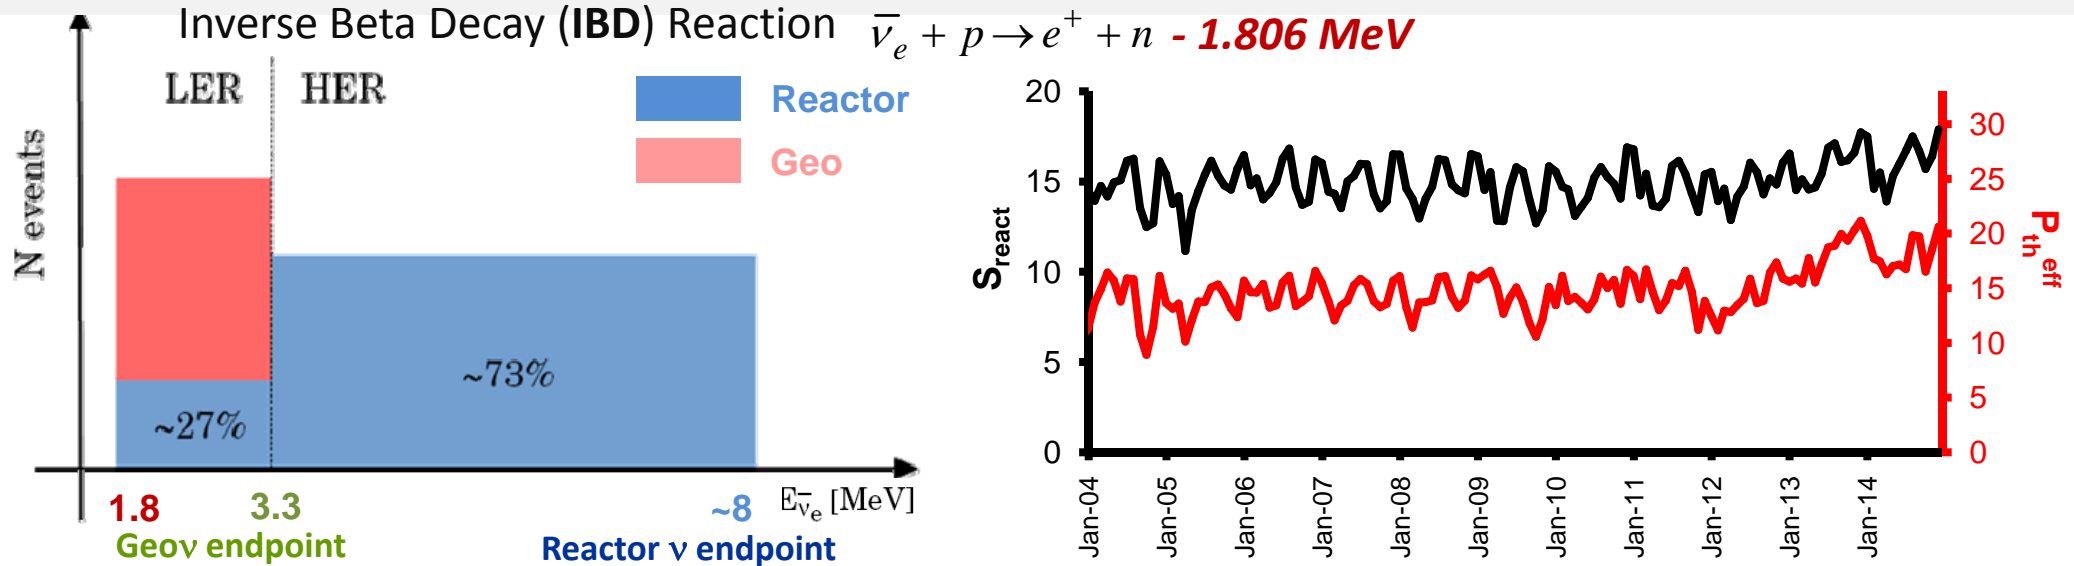 Inverse Beta Decay (IBD) Reaction ν̅e + p → e+ + n - 1.806 MeV
LER HER
Reactor
Geo
N events
~73%
~27%
1.8 3.3 ~8 Eν̅e [MeV]
Geoν endpoint Reactor ν endpoint
20
15
10
5
0
Sreact
30
25
20
15
10
5
0
Pth eff
Jan-04
Jan-05
Jan-06
Jan-07
Jan-08
Jan-09
Jan-10
Jan-11
Jan-12
Jan-13
Jan-14